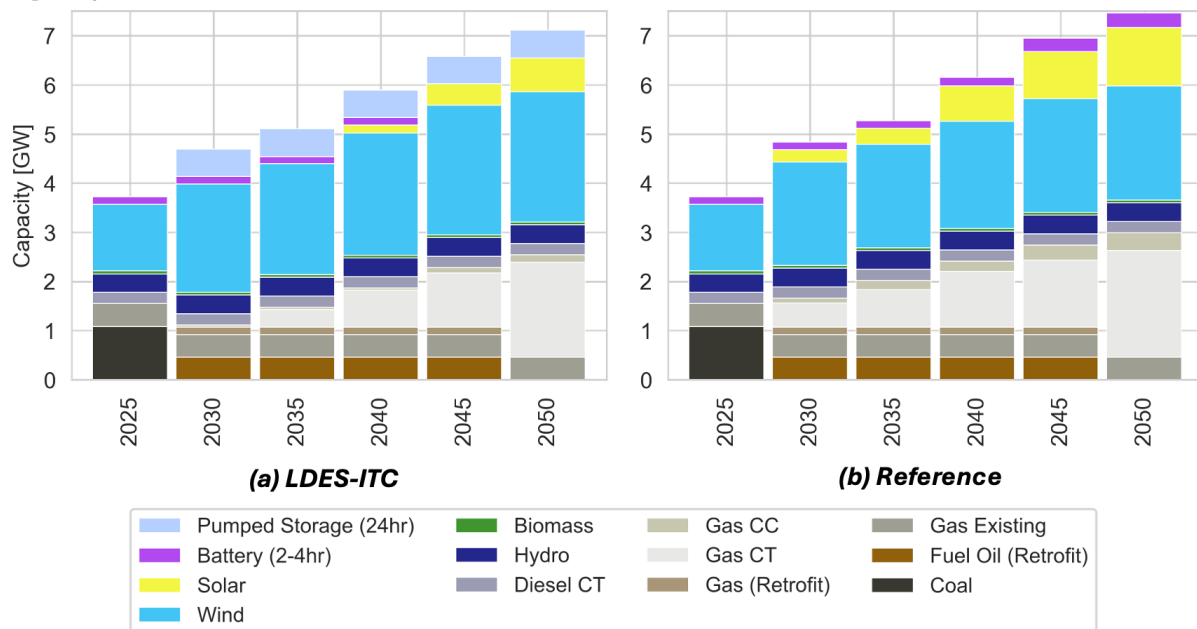 Capacity [GW]
7
6
5
4
3
2
1
0
2025
2030
2035
2040
2045
2050
(a) LDES-ITC
7
6
5
4
3
2
1
0
2025
2030
2035
2040
2045
2050
(b) Reference
Pumped Storage (24hr)
Battery (2-4hr)
Solar
Wind
Biomass
Hydro
Diesel CT
Gas CC
Gas CT
Gas (Retrofit)
Gas Existing
Fuel Oil (Retrofit)
Coal